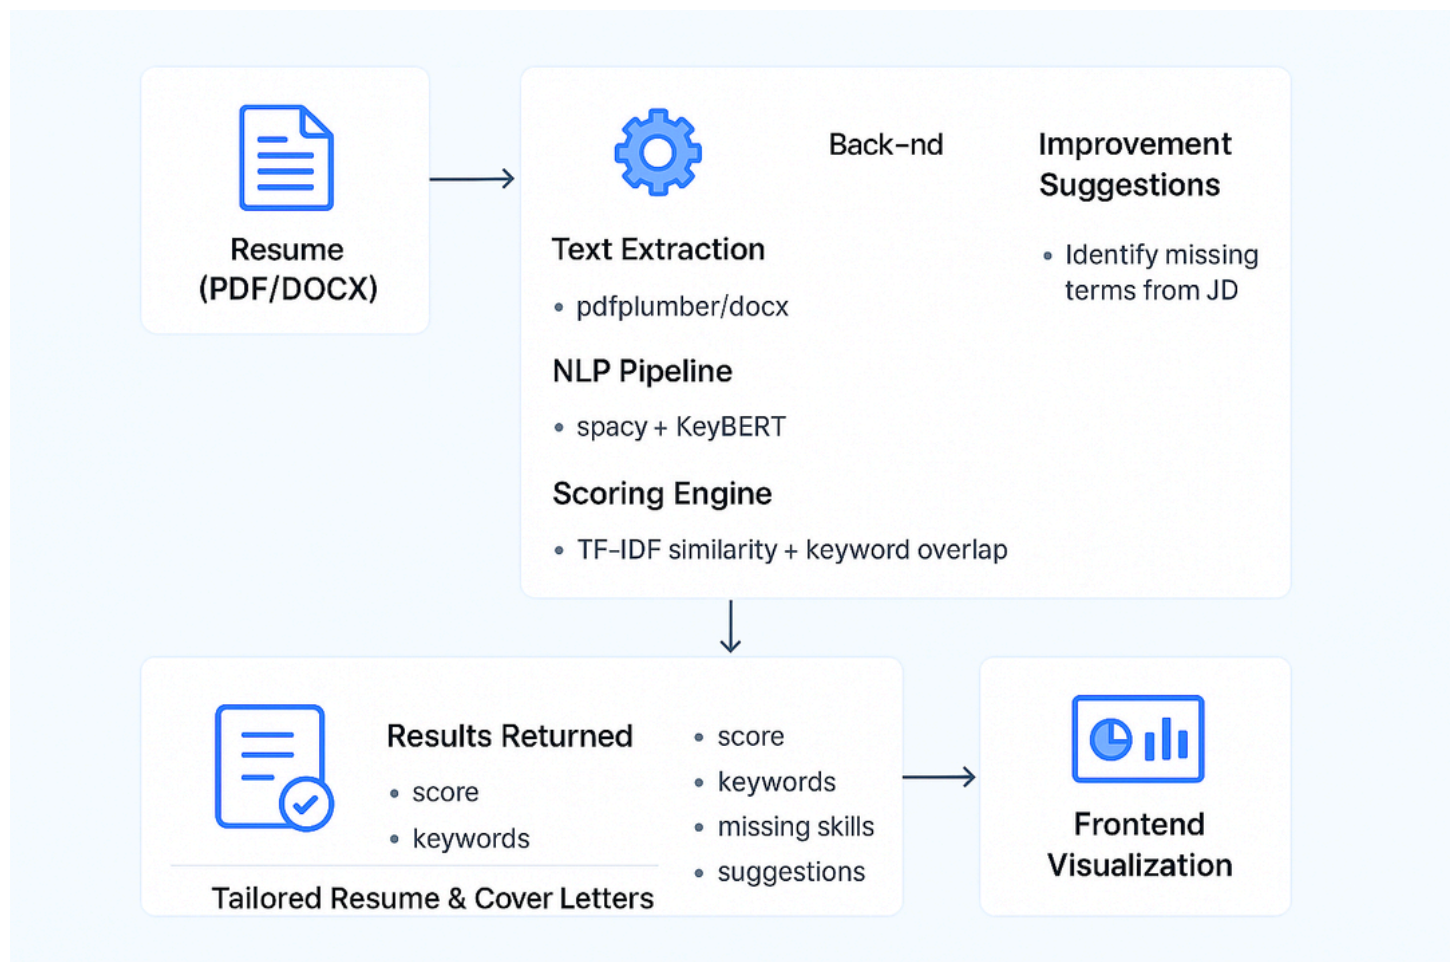 Resume
(PDF/DOCX)
Back-nd
Improvement
Suggestions
• Identify missing
terms from JD
Text Extraction
• pdfplumber/docx
NLP Pipeline
• spacy + KeyBERT
Scoring Engine
• TF-IDF similarity + keyword overlap
Results Returned
• score
• keywords
• score
• keywords
• missing skills
• suggestions
Tailored Resume & Cover Letters
Frontend
Visualization